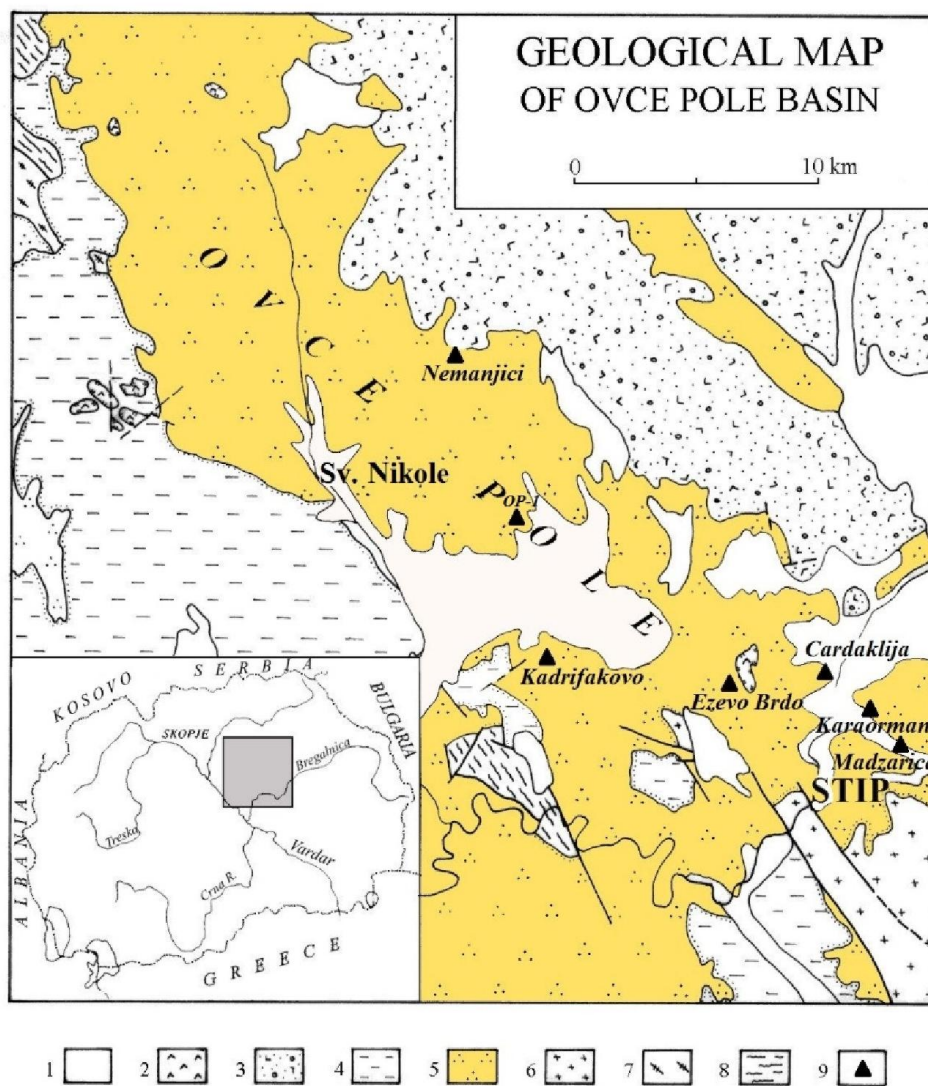 GEOLOGICAL MAP
OF OVCE POLE BASIN
0 10 km
OVCE
Nemanjici
Sv. Nikole
POLE
OP-1
Cardaklija
Kadrifakovo
Ezevo Brdo
Karaorman
Madzarica
STIP
SERBIA
KOSOVO
BULGARIA
SKOPJE
Bregalnica
ALBANIA
Treska
Vardar
Crna R.
GREECE
1 2 3 4 5 6 7 8 9